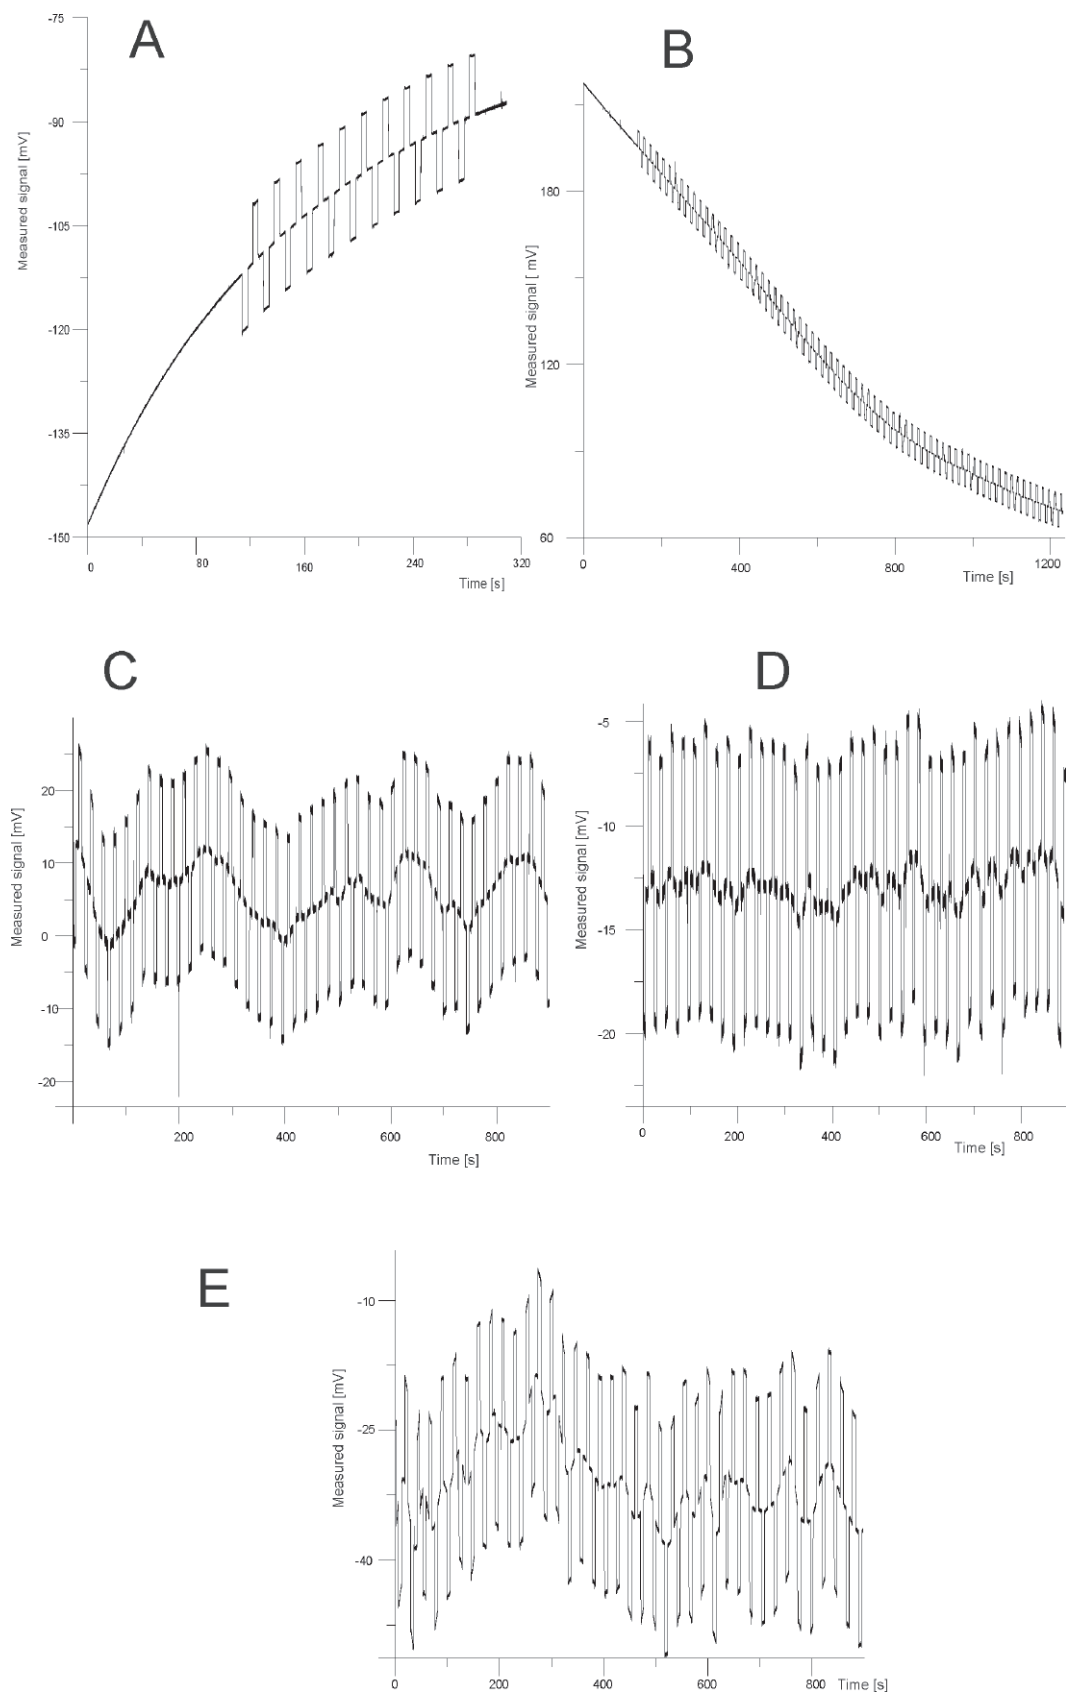 A
-75
-90
-105
-120
-135
-150
Measured signal [mV]
0
80
160
240
320
Time [s]
B
180
120
60
Measured signal [ mV]
0
400
800
1200
Time [s]
C
20
10
0
-10
-20
Measured signal [mV]
200
400
600
800
Time [s]
D
-5
-10
-15
-20
Measured signal [mV]
0
200
400
600
800
Time [s]
E
-10
-25
-40
Measured signal [mV]
0
200
400
600
800
Time [s]